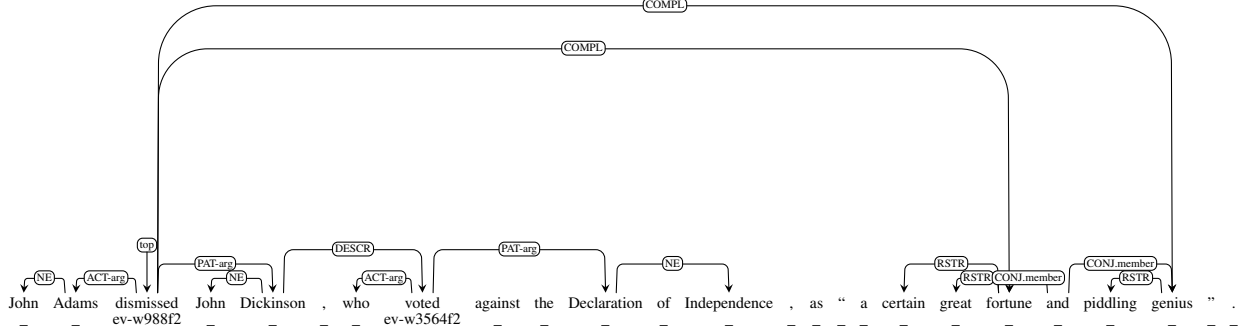 COMPL
COMPL
top
PAT-arg DESCR PAT-arg RSTR CONJ.member
NE ACT-arg NE ACT-arg NE RSTR CONJ.member RSTR
John Adams dismissed John Dickinson , who voted against the Declaration of Independence , as “ a certain great fortune and piddling genius ” .
_ _ ev-w988f2 _ _ _ _ ev-w3564f2 _ _ _ _ _ _ _ _ _ _ _ _ _ _ _ _ _